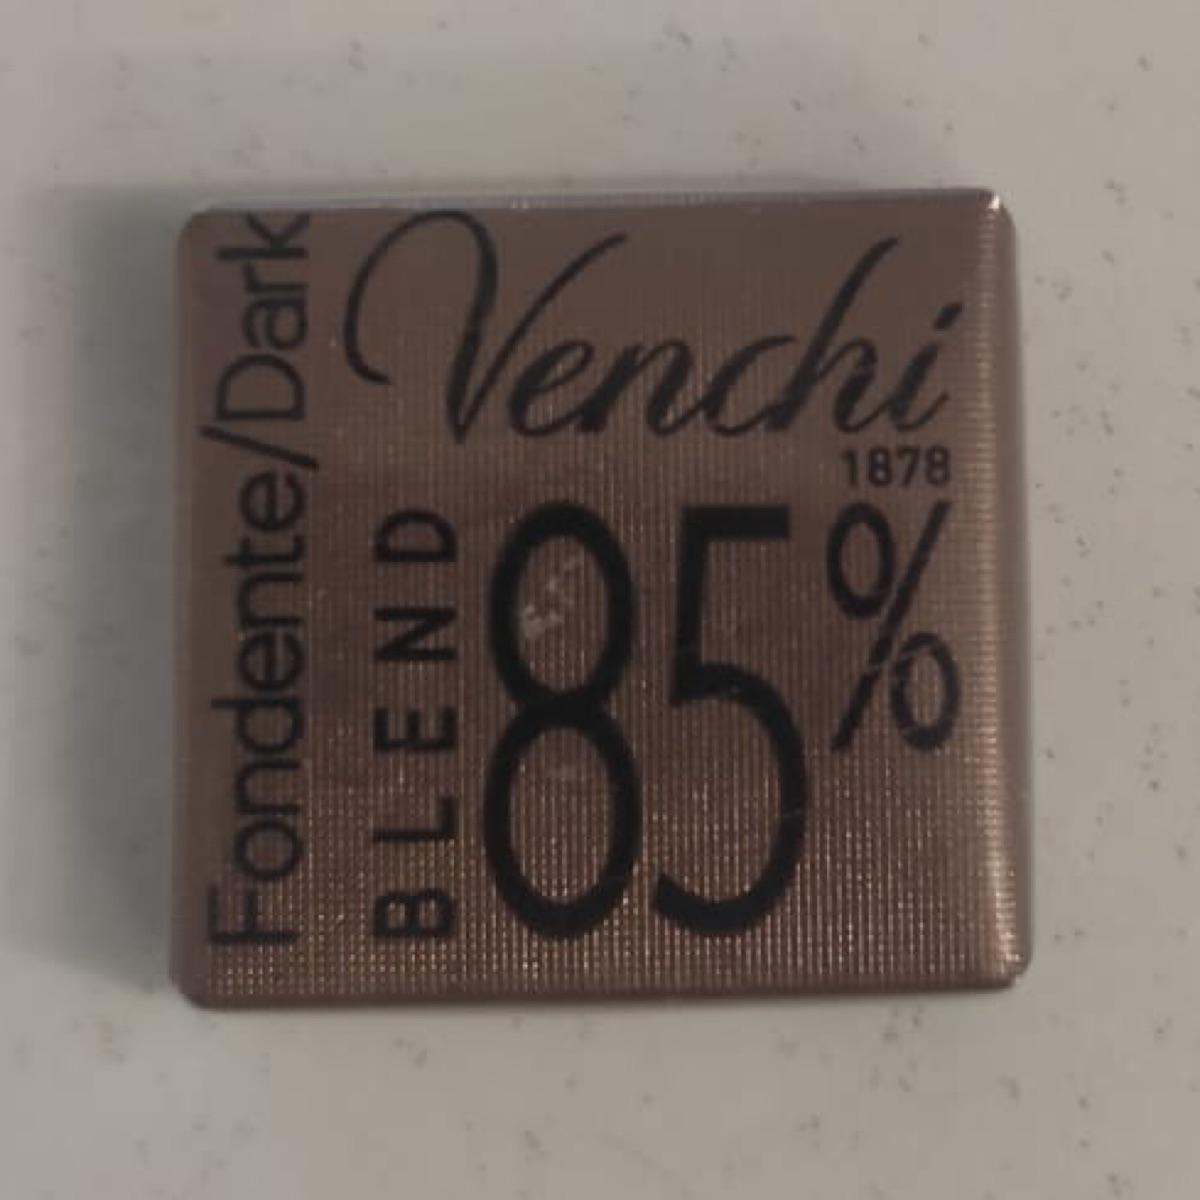 Fondente/Dark
Venchi
1878
BLEND
85%